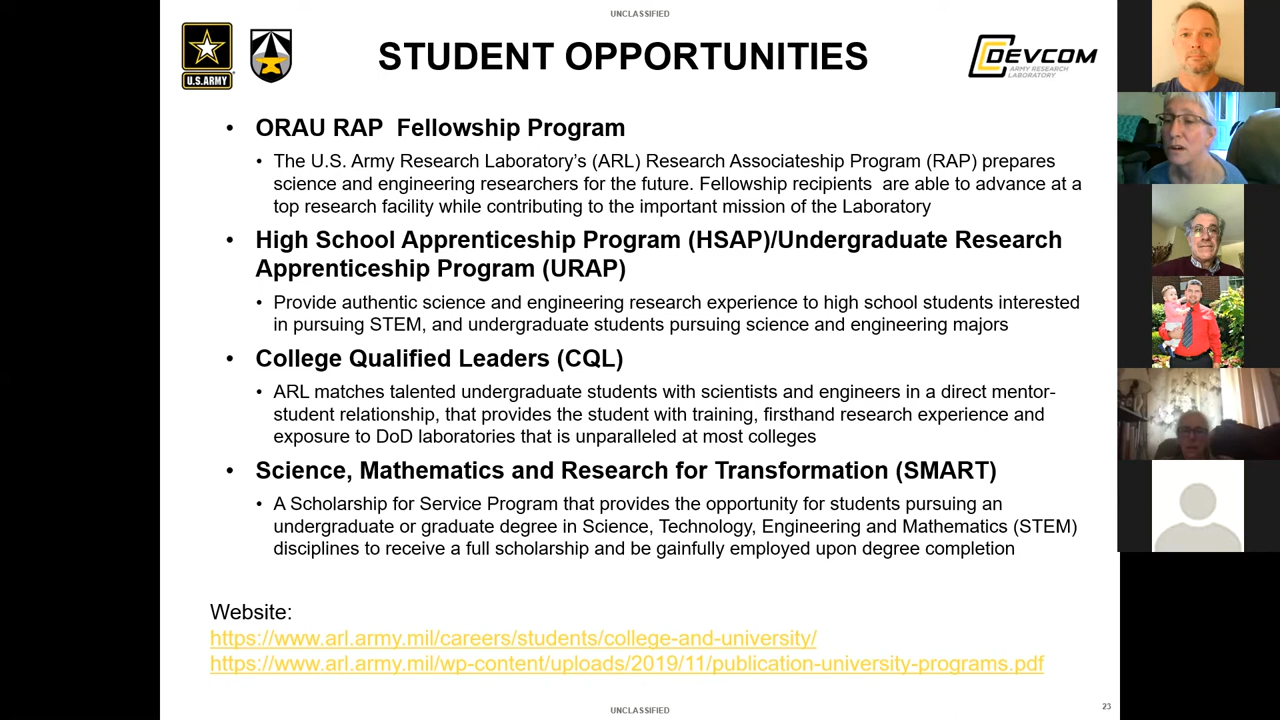 UNCLASSIFIED
U.S.ARMY
STUDENT OPPORTUNITIES
DEVCOM
ARMY RESEARCH
LABORATORY
• ORAU RAP  Fellowship Program
• The U.S. Army Research Laboratory’s (ARL) Research Associateship Program (RAP) prepares
science and engineering researchers for the future. Fellowship recipients  are able to advance at a
top research facility while contributing to the important mission of the Laboratory
• High School Apprenticeship Program (HSAP)/Undergraduate Research
Apprenticeship Program (URAP)
• Provide authentic science and engineering research experience to high school students interested
in pursuing STEM, and undergraduate students pursuing science and engineering majors
• College Qualified Leaders (CQL)
• ARL matches talented undergraduate students with scientists and engineers in a direct mentor-
student relationship, that provides the student with training, firsthand research experience and
exposure to DoD laboratories that is unparalleled at most colleges
• Science, Mathematics and Research for Transformation (SMART)
• A Scholarship for Service Program that provides the opportunity for students pursuing an
undergraduate or graduate degree in Science, Technology, Engineering and Mathematics (STEM)
disciplines to receive a full scholarship and be gainfully employed upon degree completion
Website:
https://www.arl.army.mil/careers/students/college-and-university/
https://www.arl.army.mil/wp-content/uploads/2019/11/publication-university-programs.pdf
UNCLASSIFIED
23